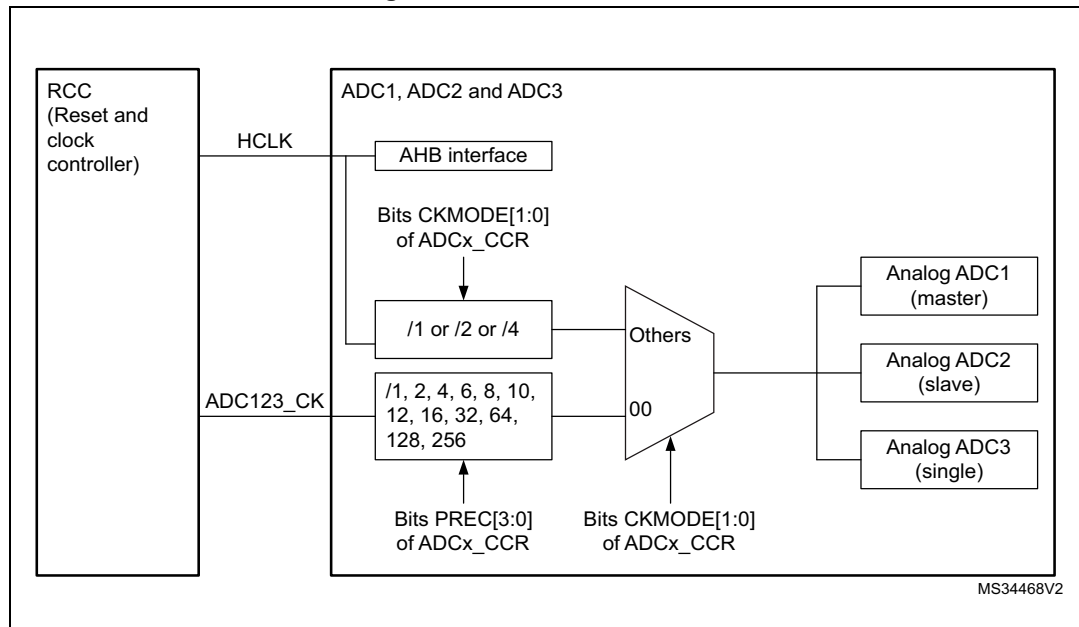 RCC
(Reset and
clock
controller)
HCLK
ADC1, ADC2 and ADC3
AHB interface
Bits CKMODE[1:0]
of ADCx_CCR
/1 or /2 or /4
Others
ADC123_CK
/1, 2, 4, 6, 8, 10,
12, 16, 32, 64,
128, 256
00
Bits PREC[3:0]
of ADCx_CCR
Bits CKMODE[1:0]
of ADCx_CCR
Analog ADC1
(master)
Analog ADC2
(slave)
Analog ADC3
(single)
MS34468V2